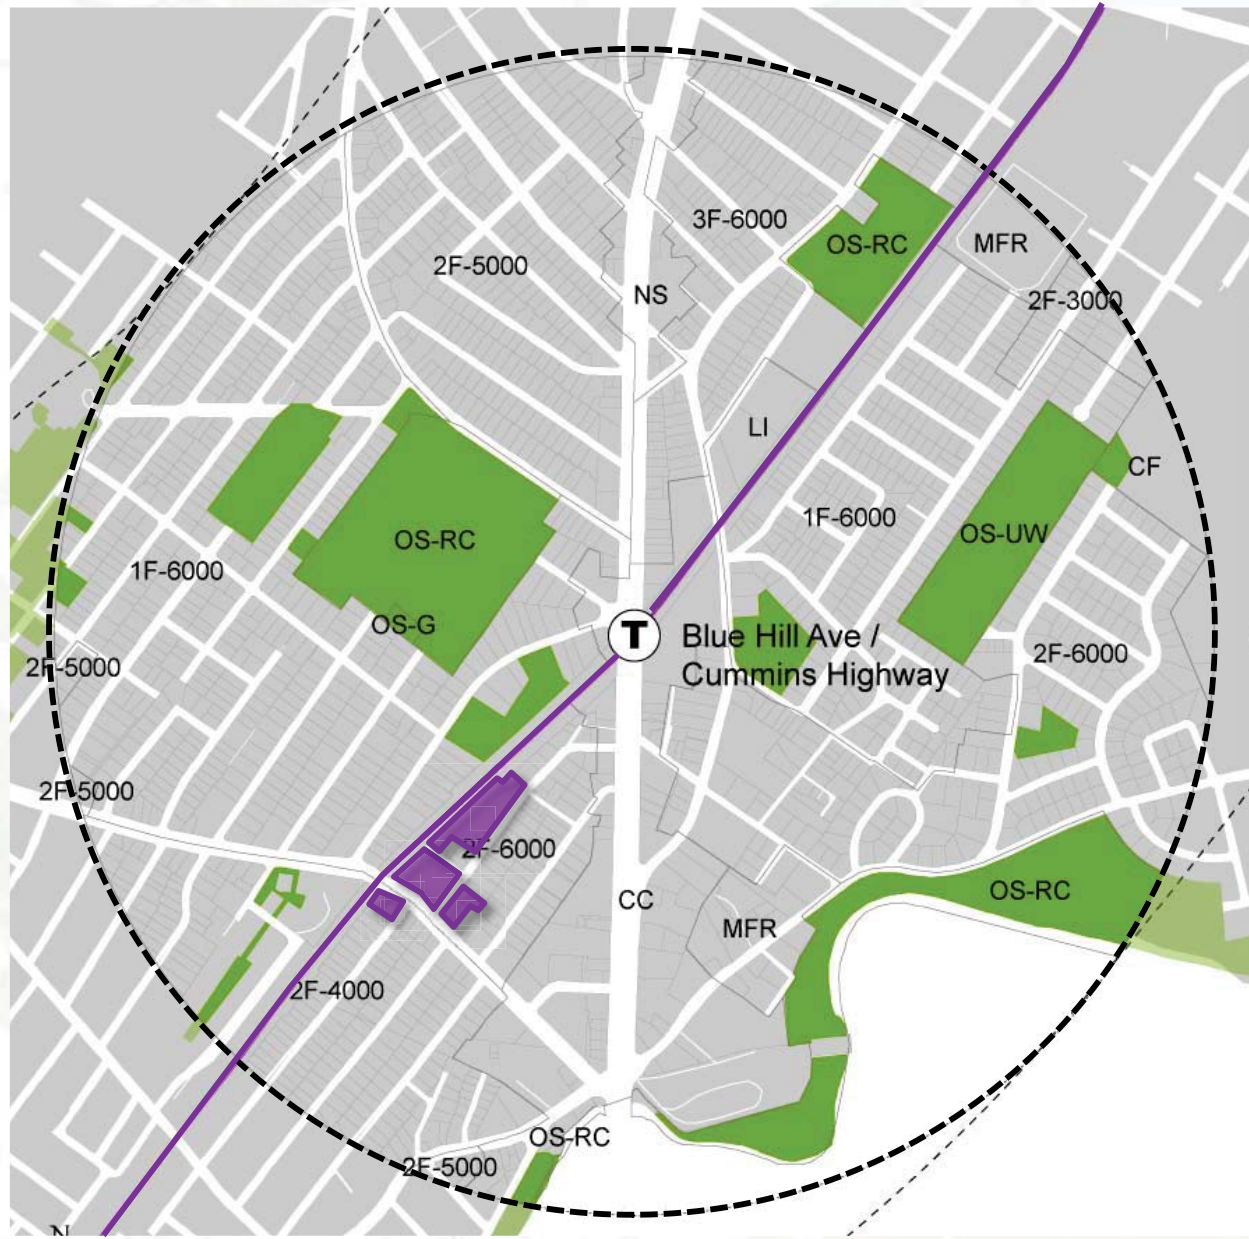 3F-6000
OS-RC
MFR
2F-5000
NS
2F-3000
LI
CF
1F-6000
OS-UW
OS-RC
1F-6000
OS-G
T
Blue Hill Ave /
Cummins Highway
2F-6000
2F-5000
2F-5000
2F-6000
CC
OS-RC
MFR
2F-4000
OS-RC
2F-5000
N